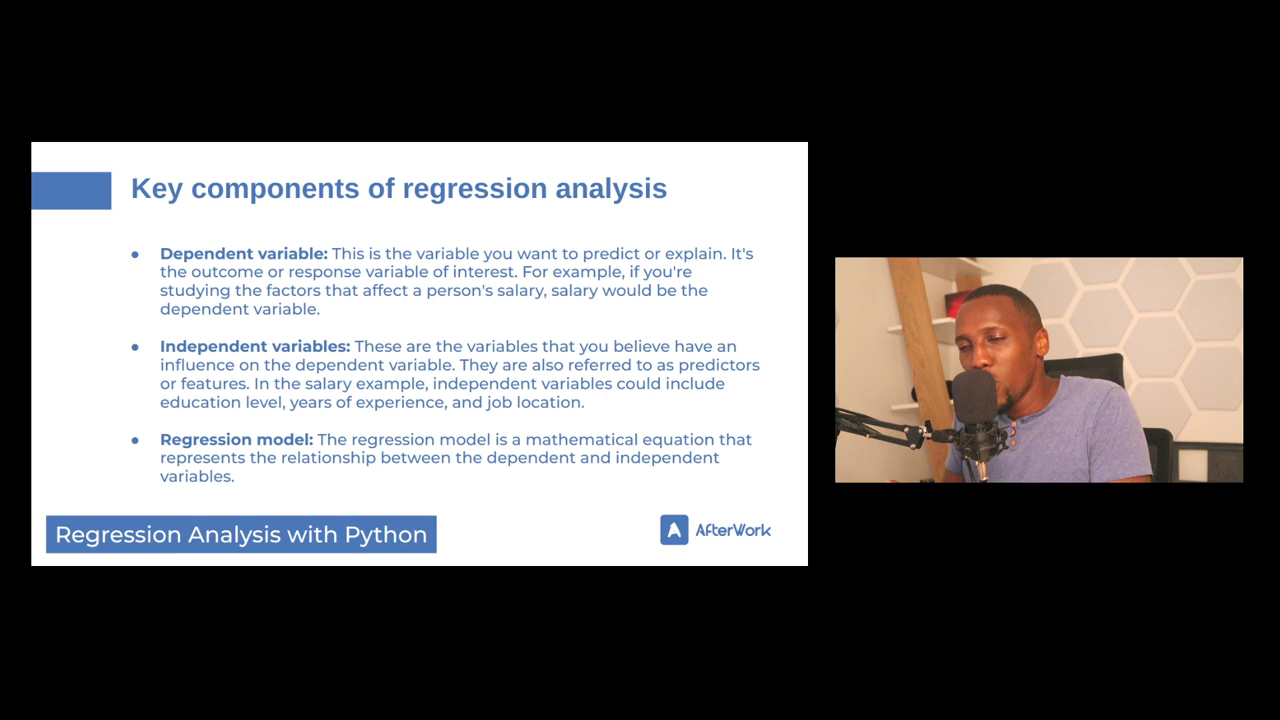 Key components of regression analysis
● Dependent variable: This is the variable you want to predict or explain. It's
the outcome or response variable of interest. For example, if you're
studying the factors that affect a person's salary, salary would be the
dependent variable.
● Independent variables: These are the variables that you believe have an
influence on the dependent variable. They are also referred to as predictors
or features. In the salary example, independent variables could include
education level, years of experience, and job location.
● Regression model: The regression model is a mathematical equation that
represents the relationship between the dependent and independent
variables.
Regression Analysis with Python
AfterWork